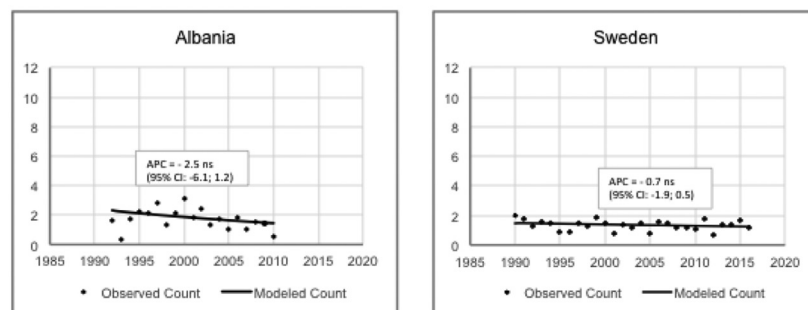 Albania
12
10
8
6
4
2
0
APC = - 2.5 ns
(95% CI: -6.1; 1.2)
1985 1990 1995 2000 2005 2010 2015 2020
Observed Count Modeled Count
Sweden
12
10
8
6
4
2
0
APC = - 0.7 ns
(95% CI: -1.9; 0.5)
1985 1990 1995 2000 2005 2010 2015 2020
Observed Count Modeled Count